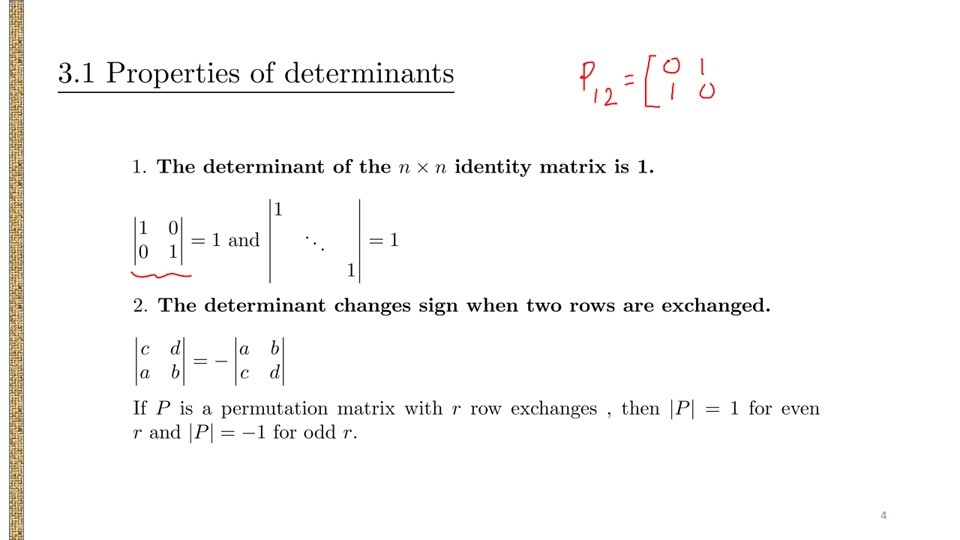 3.1 Properties of determinants
P₁₂ = [0 1
1 0
1. The determinant of the n × n identity matrix is 1.
|1 0|
|0 1| = 1 and |1 ⋱ 1| = 1
2. The determinant changes sign when two rows are exchanged.
|c d|
|a b| = − |a b|
|c d|
If P is a permutation matrix with r row exchanges , then |P| = 1 for even
r and |P| = −1 for odd r.
4